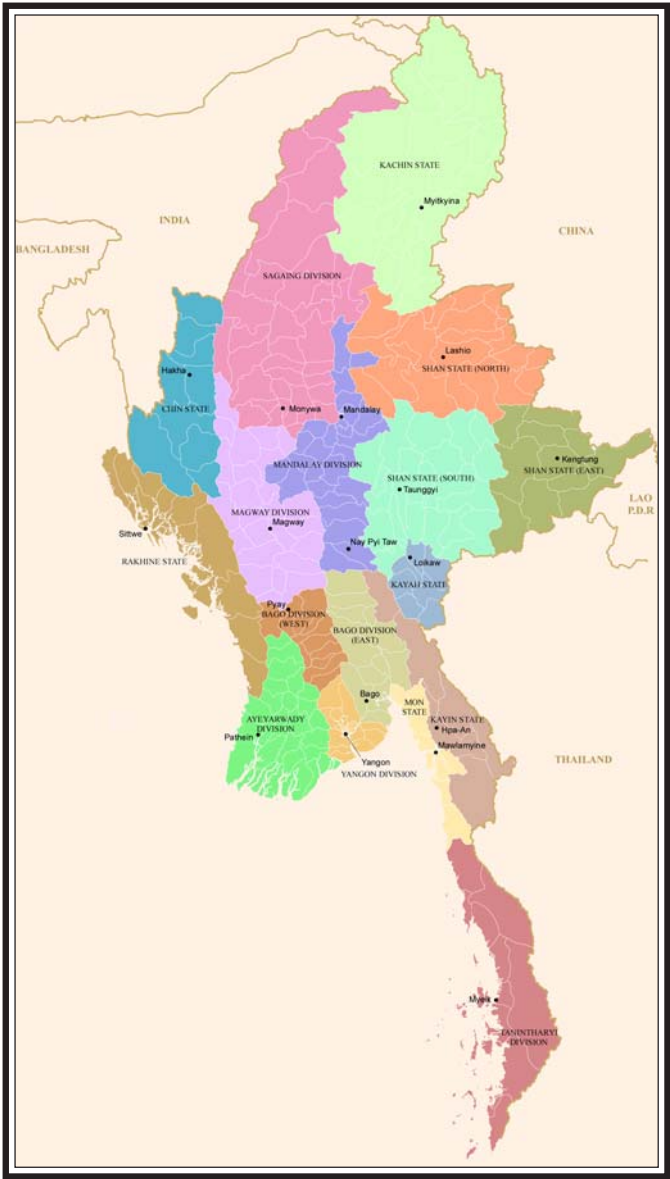 KACHIN STATE
Myitkyina
INDIA
CHINA
BANGLADESH
SAGAING DIVISION
Lashio
SHAN STATE (NORTH)
Hakha
CHIN STATE
Monywa
Mandalay
Kengtung
SHAN STATE (EAST)
MANDALAY DIVISION
SHAN STATE (SOUTH)
Taunggyi
LAO
P.D.R
MAGWAY DIVISION
Magway
Sittwe
RAKHINE STATE
Nay Pyi Taw
Loikaw
KAYAH STATE
Pyay
BAGO DIVISION
(WEST)
BAGO DIVISION
(EAST)
Bago
MON
STATE
AYEYARWADY
DIVISION
Pathein
KAYIN STATE
Hpa-An
Mawlamyine
Yangon
YANGON DIVISION
THAILAND
Myeik
TANINTHARYI
DIVISION